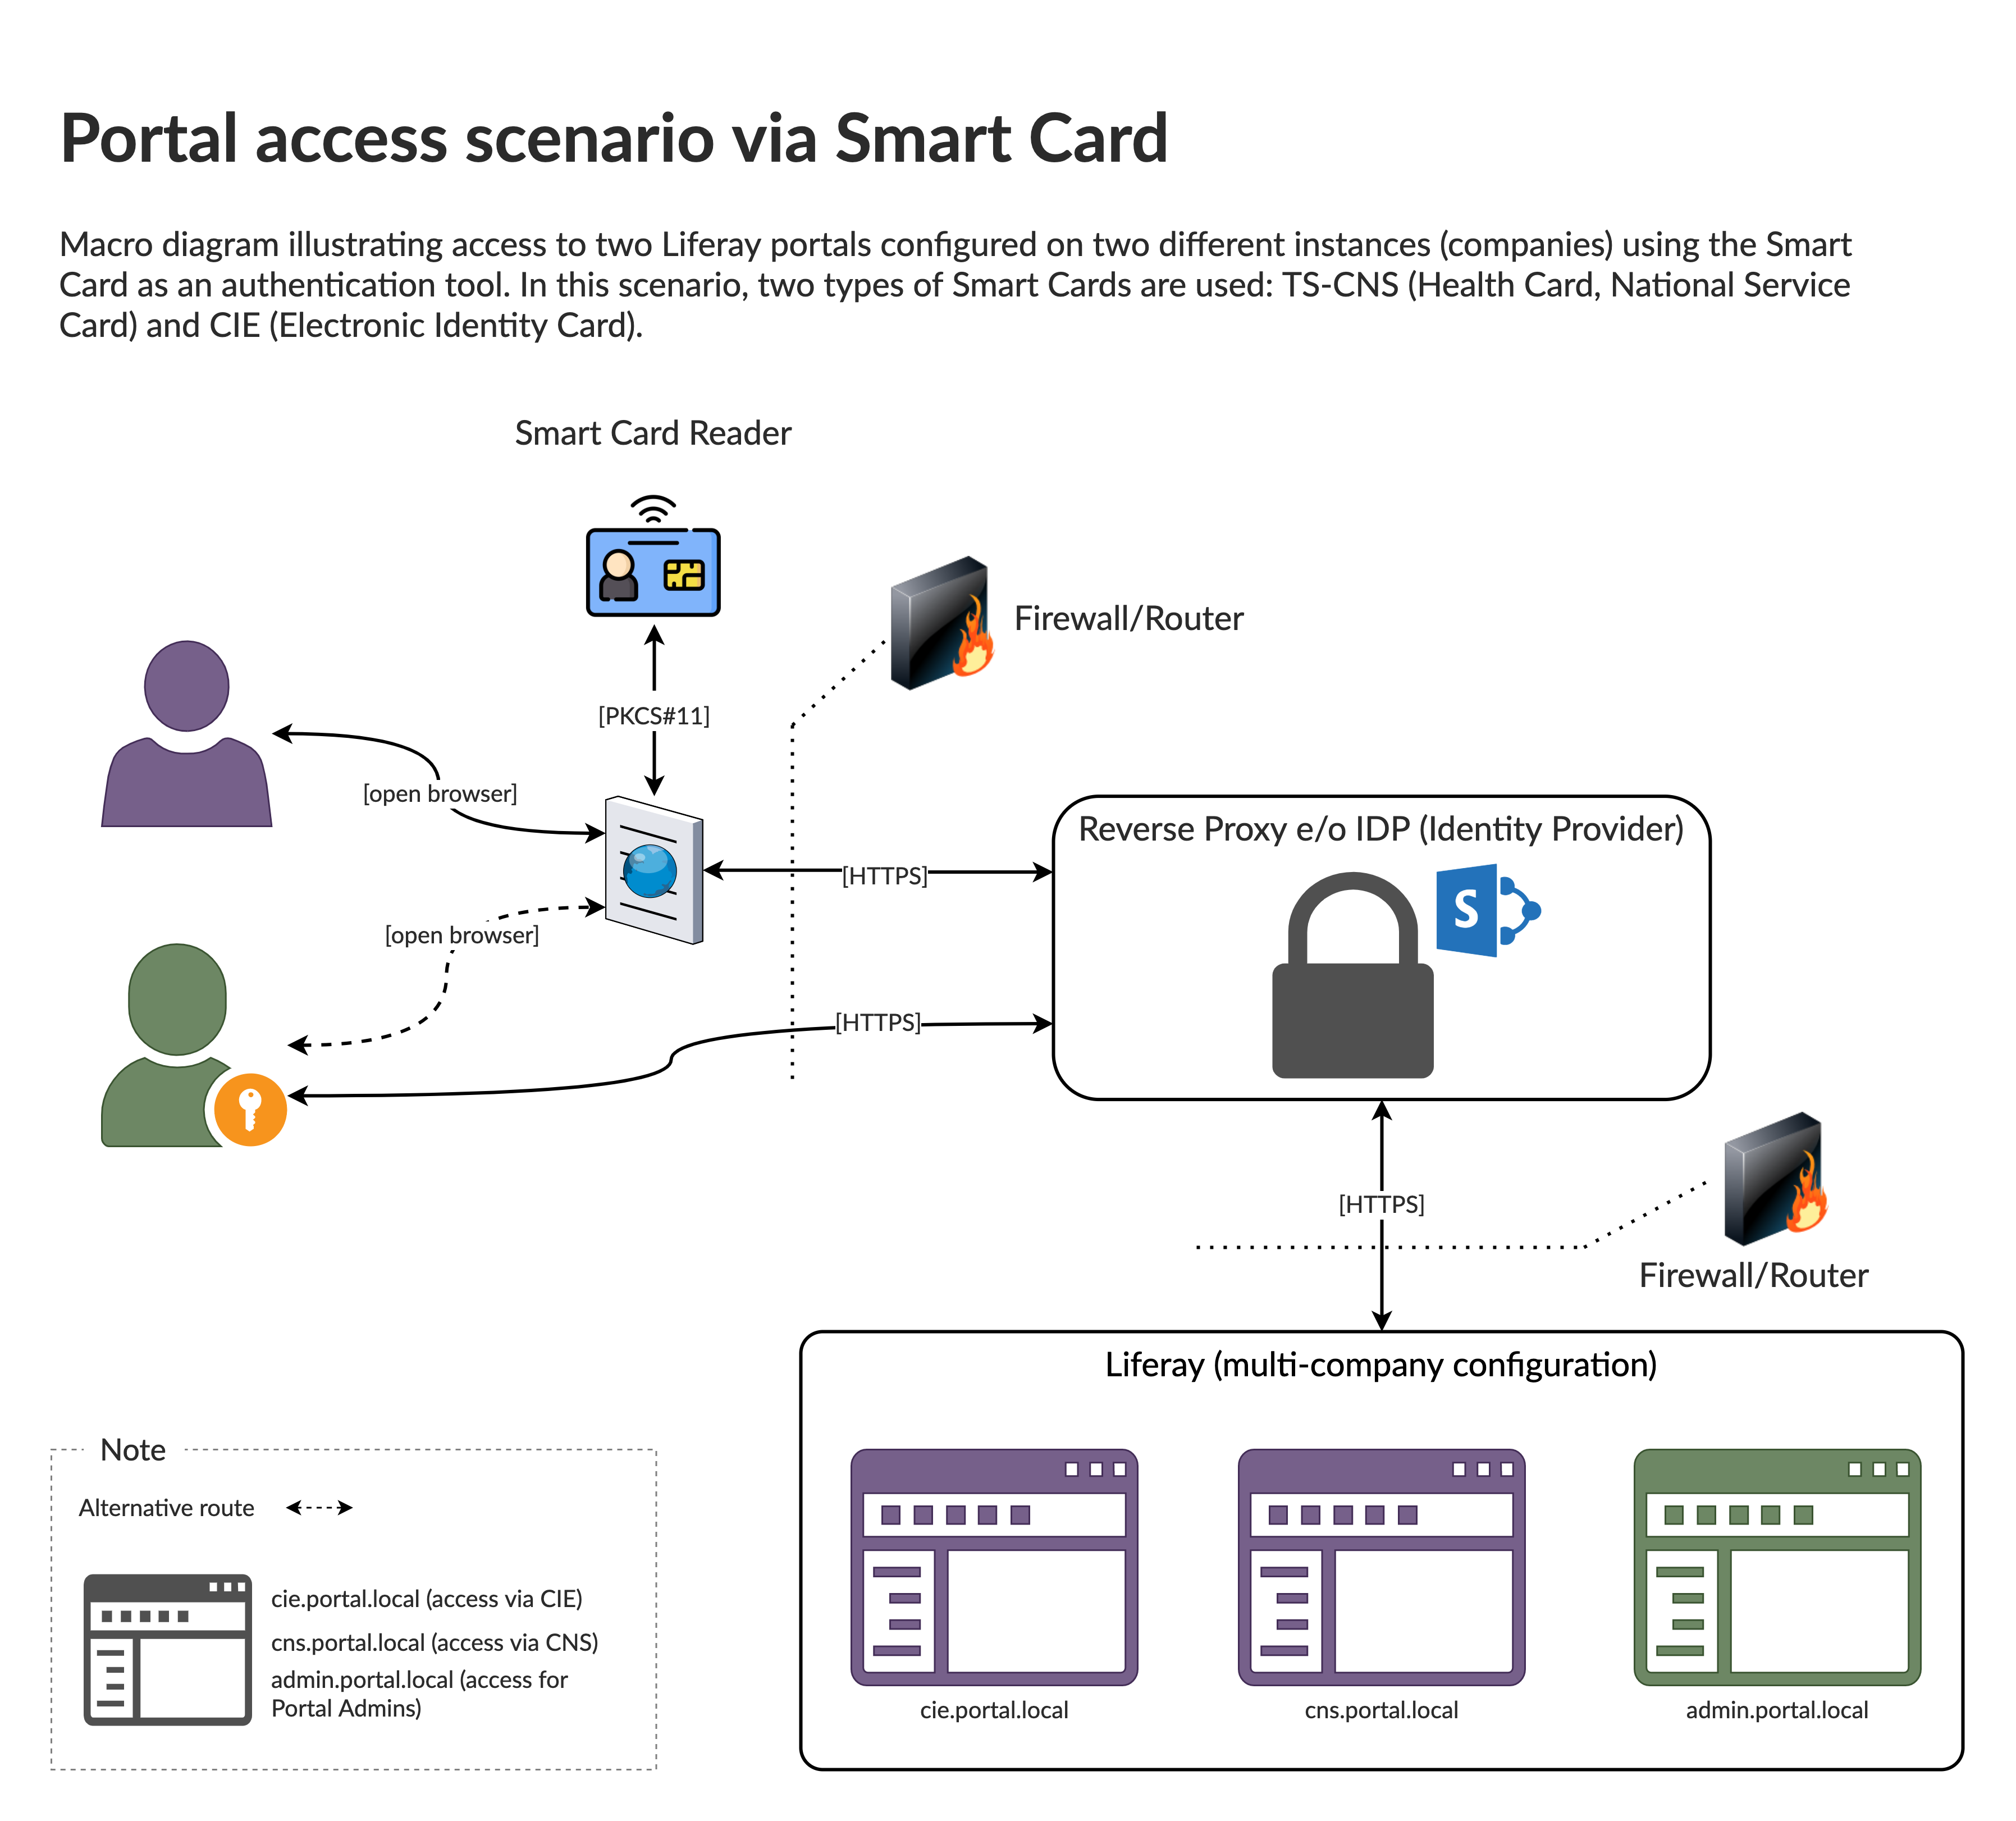 Portal access scenario via Smart Card
Macro diagram illustrating access to two Liferay portals configured on two different instances (companies) using the Smart
Card as an authentication tool. In this scenario, two types of Smart Cards are used: TS-CNS (Health Card, National Service
Card) and CIE (Electronic Identity Card).
Smart Card Reader
Firewall/Router
[PKCS#11]
[open browser]
Reverse Proxy e/o IDP (Identity Provider)
[HTTPS]
S
[open browser]
[HTTPS]
[HTTPS]
Firewall/Router
Liferay (multi-company configuration)
cie.portal.local
cns.portal.local
admin.portal.local
Note
Alternative route
cie.portal.local (access via CIE)
cns.portal.local (access via CNS)
admin.portal.local (access for
Portal Admins)